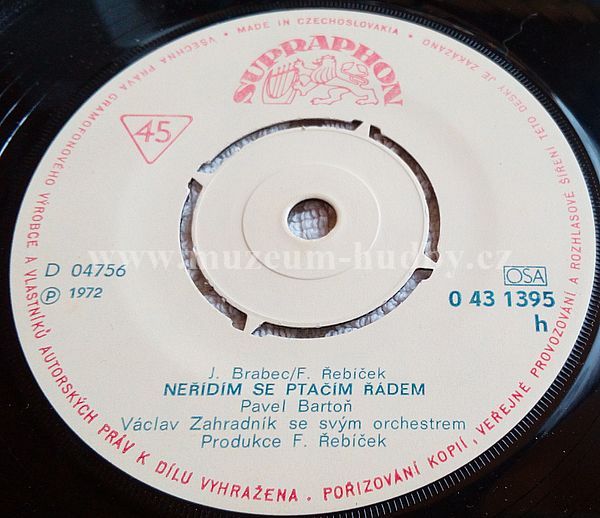 MADE IN CZECHOSLOVAKIA • VŠECHNA PRÁVA GRAMOFONOVÉHO VÝROBCE A VLASTNÍKŮ AUTORSKÝCH PRÁV K DÍLU VYHRAŽENA. POŘIZOVÁNÍ KOPIÍ, VEŘEJNÉ PROVOZOVÁNÍ A ROZHLASOVÉ ŠÍŘENÍ TÉTO DESKY JE ZAKÁZÁNO
SUPRAPHON
45
www.muzeum-hudby.cz
D 04756
Ⓟ 1972
OSA
0 43 1395
h
J. Brabec/F. Řebíček
NEŘÍDÍM SE PTAČÍM ŘÁDEM
Pavel Bartoň
Václav Zahradník se svým orchestrem
Produkce F. Řebíček